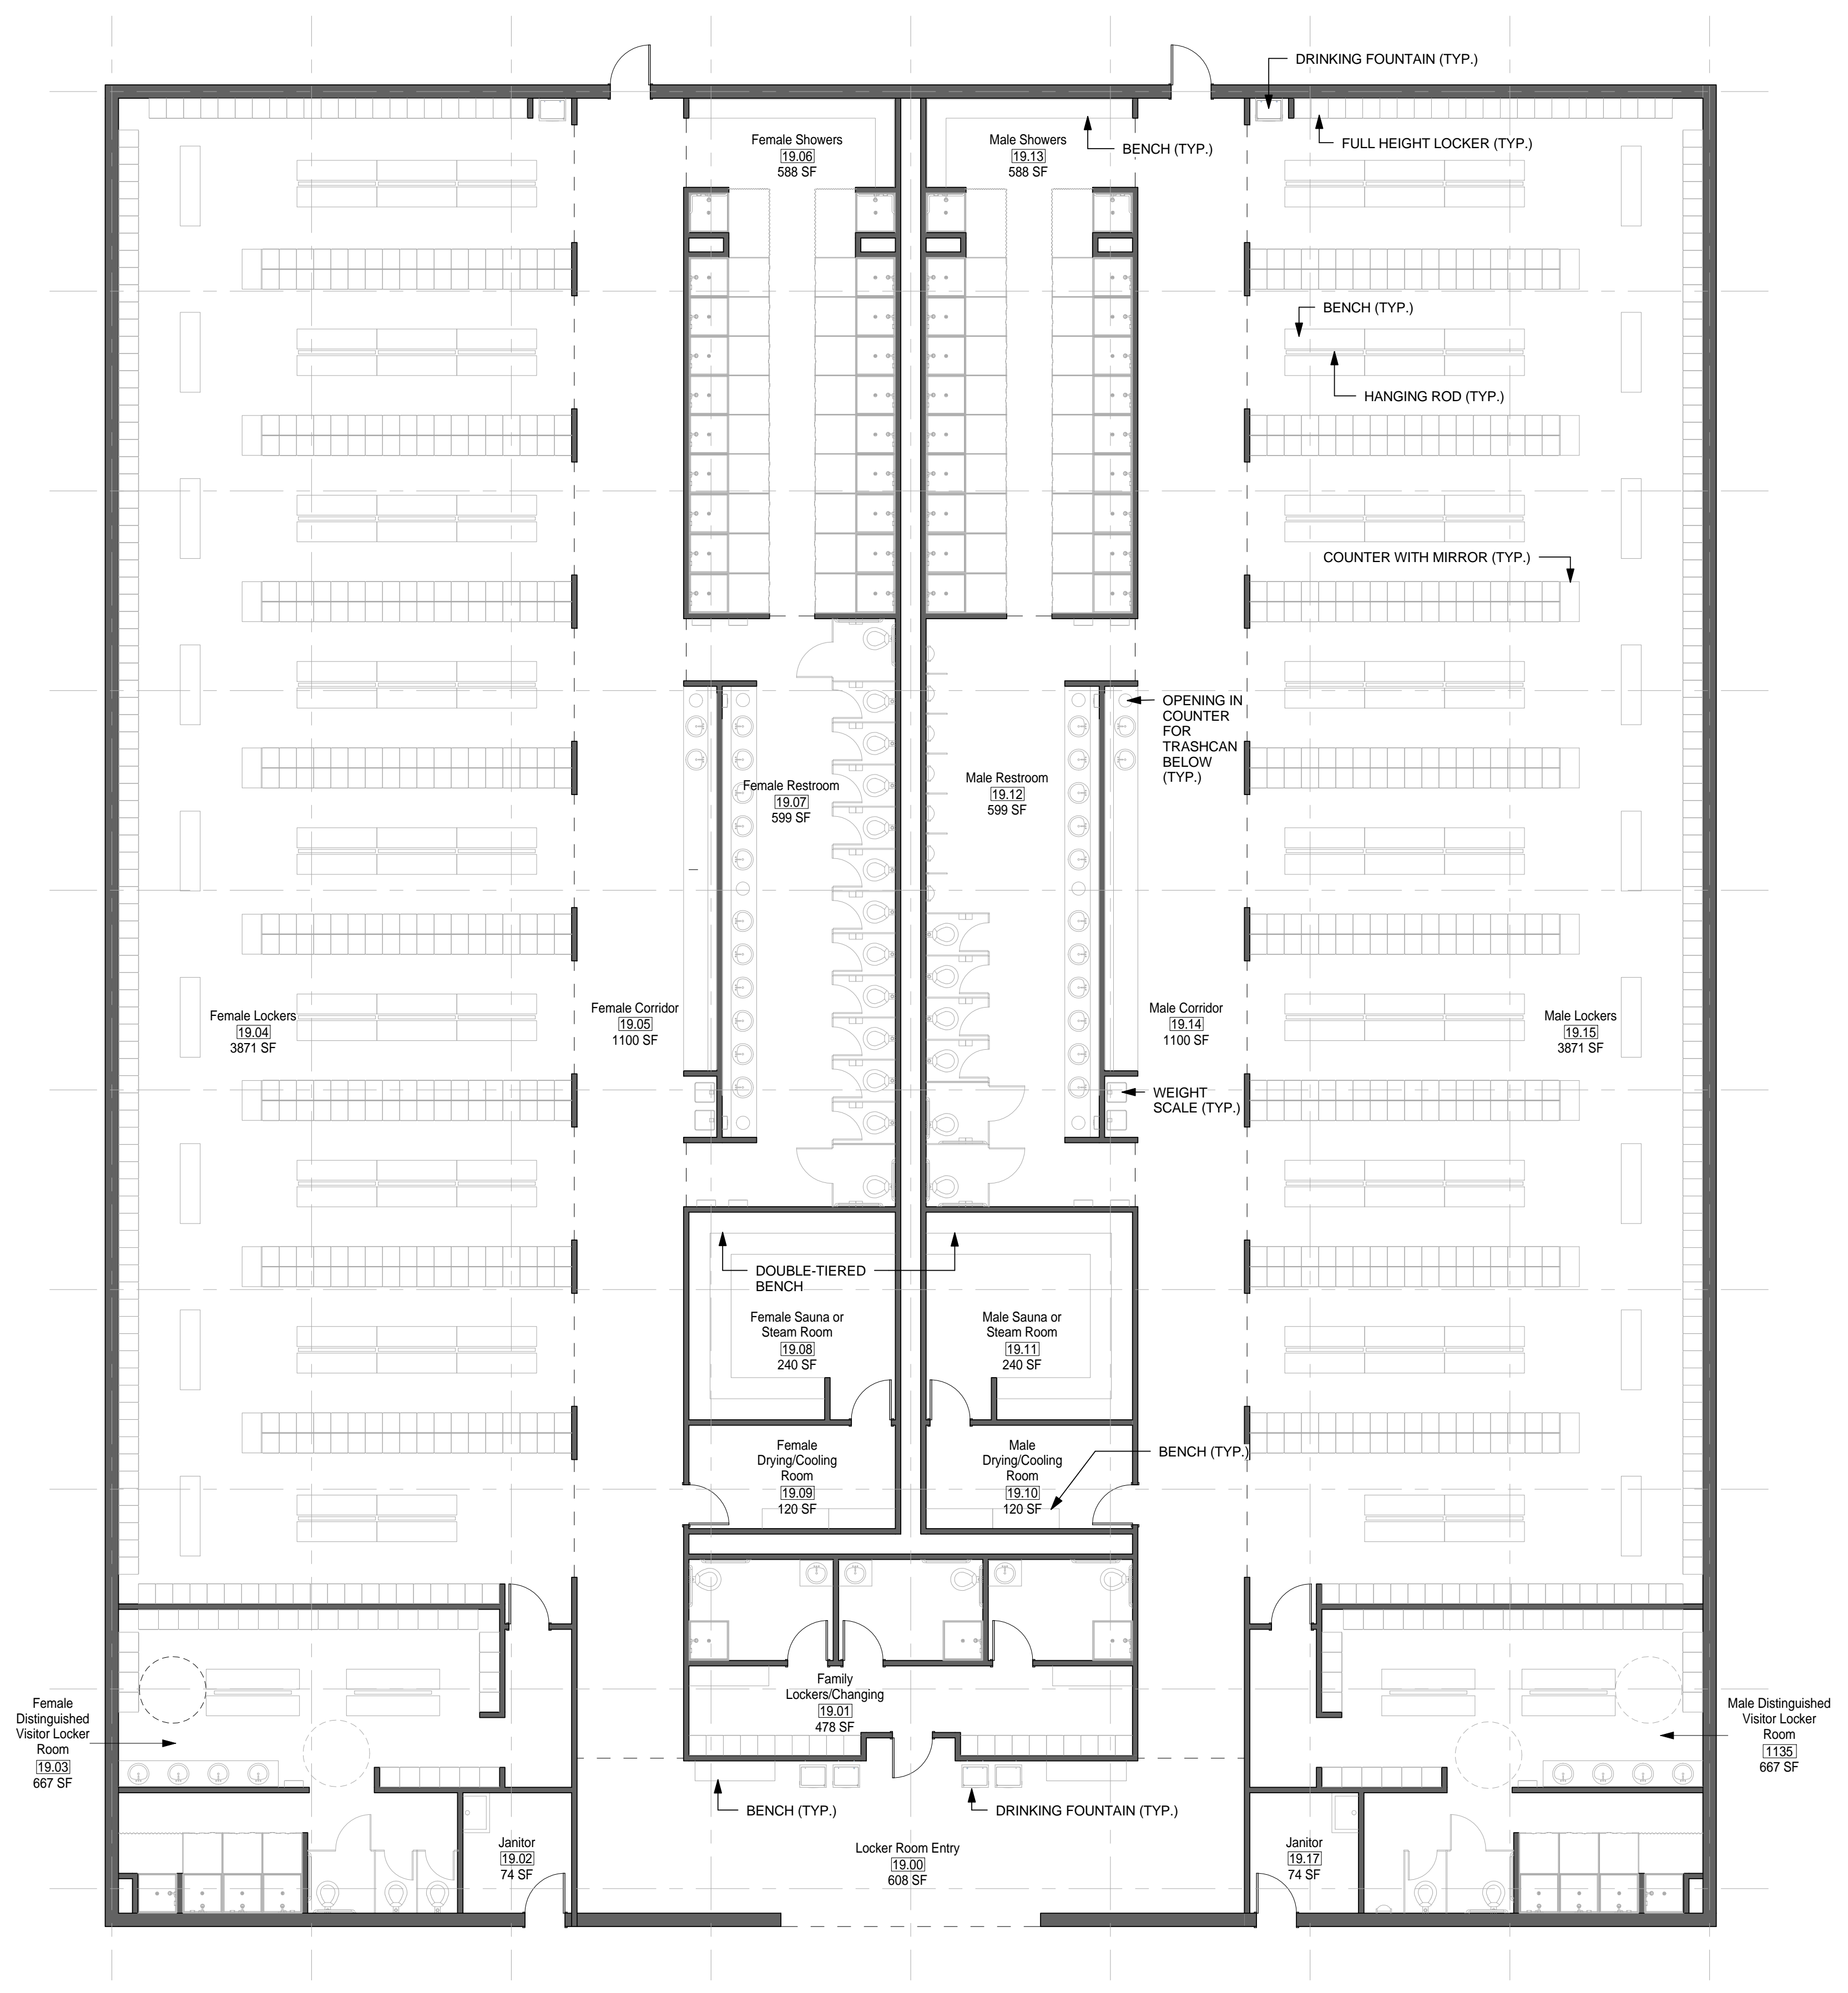 DRINKING FOUNTAIN (TYP.)
Female Showers
19.06
588 SF
Male Showers
19.13
588 SF
BENCH (TYP.)
FULL HEIGHT LOCKER (TYP.)
BENCH (TYP.)
HANGING ROD (TYP.)
COUNTER WITH MIRROR (TYP.)
OPENING IN
COUNTER
FOR
TRASHCAN
BELOW
(TYP.)
Female Restroom
19.07
599 SF
Male Restroom
19.12
599 SF
Female Lockers
19.04
3871 SF
Female Corridor
19.05
1100 SF
Male Corridor
19.14
1100 SF
Male Lockers
19.15
3871 SF
WEIGHT
SCALE (TYP.)
DOUBLE-TIERED
BENCH
Female Sauna or
Steam Room
19.08
240 SF
Male Sauna or
Steam Room
19.11
240 SF
Female
Drying/Cooling
Room
19.09
120 SF
Male
Drying/Cooling
Room
19.10
120 SF
BENCH (TYP.)
Family
Lockers/Changing
19.01
478 SF
Female
Distinguished
Visitor Locker
Room
19.03
667 SF
Male Distinguished
Visitor Locker
Room
1135
667 SF
BENCH (TYP.)
DRINKING FOUNTAIN (TYP.)
Janitor
19.02
74 SF
Locker Room Entry
19.00
608 SF
Janitor
19.17
74 SF